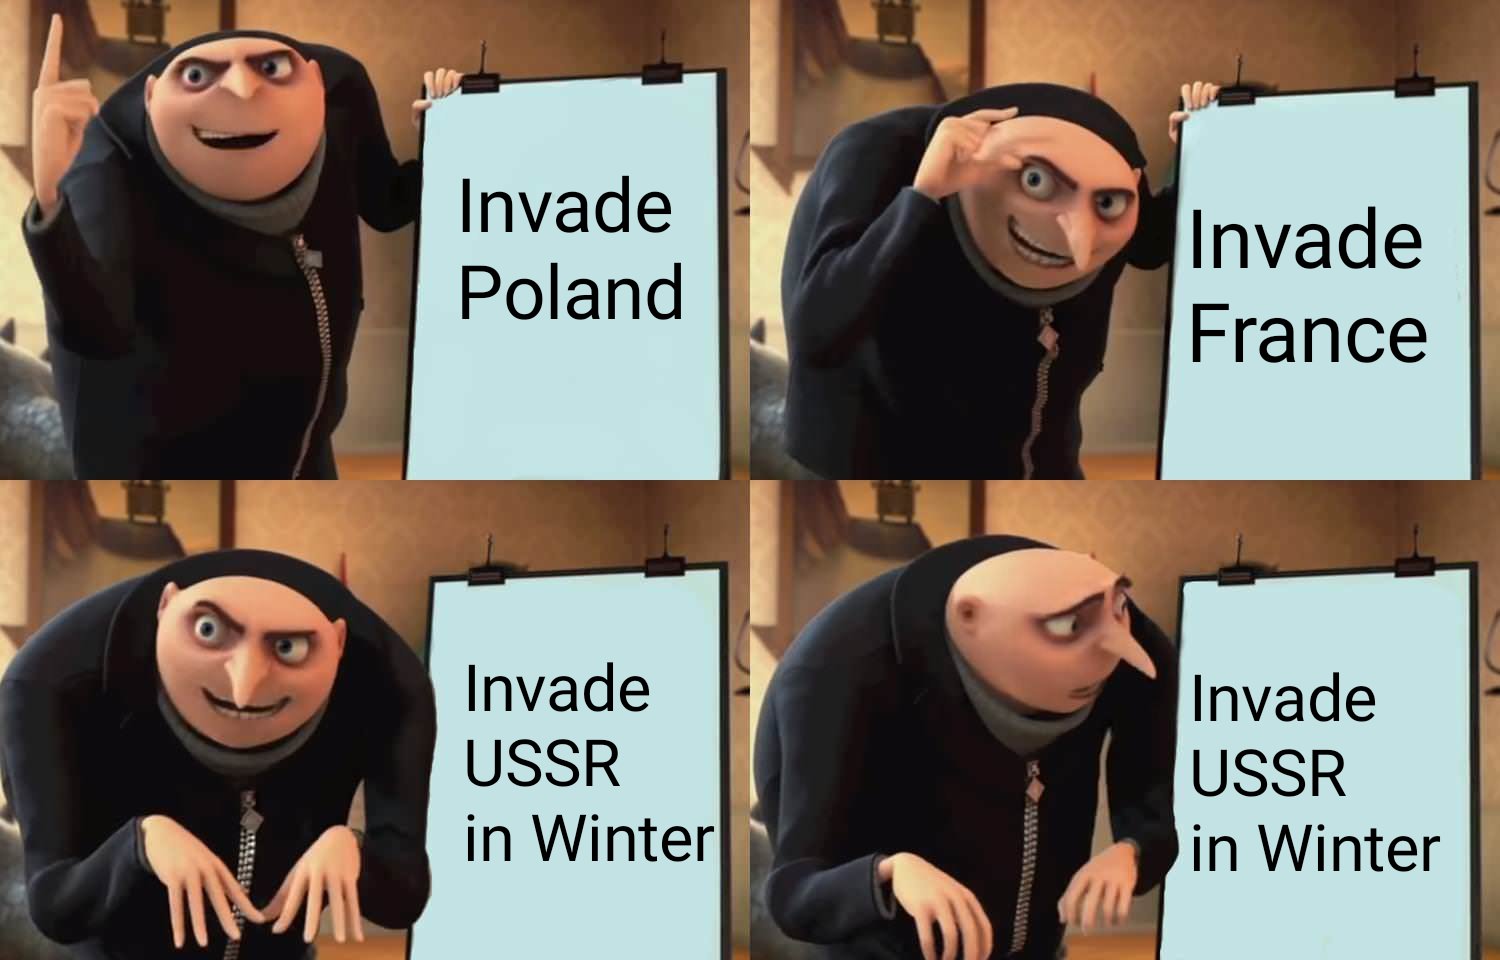 Invade
Poland
Invade
France
Invade
USSR
in Winter
Invade
USSR
in Winter